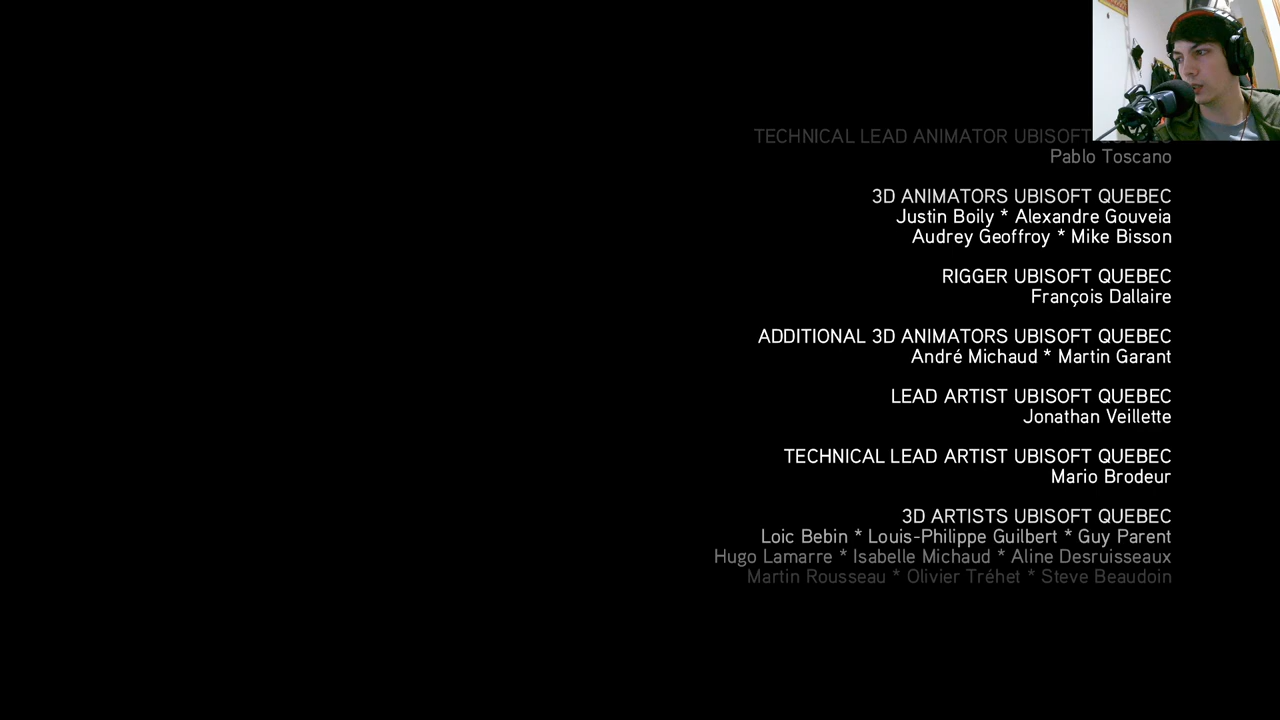 TECHNICAL LEAD ANIMATOR UBISOFT QUEBEC
Pablo Toscano
3D ANIMATORS UBISOFT QUEBEC
Justin Boily * Alexandre Gouveia
Audrey Geoffroy * Mike Bisson
RIGGER UBISOFT QUEBEC
François Dallaire
ADDITIONAL 3D ANIMATORS UBISOFT QUEBEC
André Michaud * Martin Garant
LEAD ARTIST UBISOFT QUEBEC
Jonathan Veillette
TECHNICAL LEAD ARTIST UBISOFT QUEBEC
Mario Brodeur
3D ARTISTS UBISOFT QUEBEC
Loic Bebin * Louis-Philippe Guilbert * Guy Parent
Hugo Lamarre * Isabelle Michaud * Aline Desruisseaux
Martin Rousseau * Olivier Tréhet * Steve Beaudoin